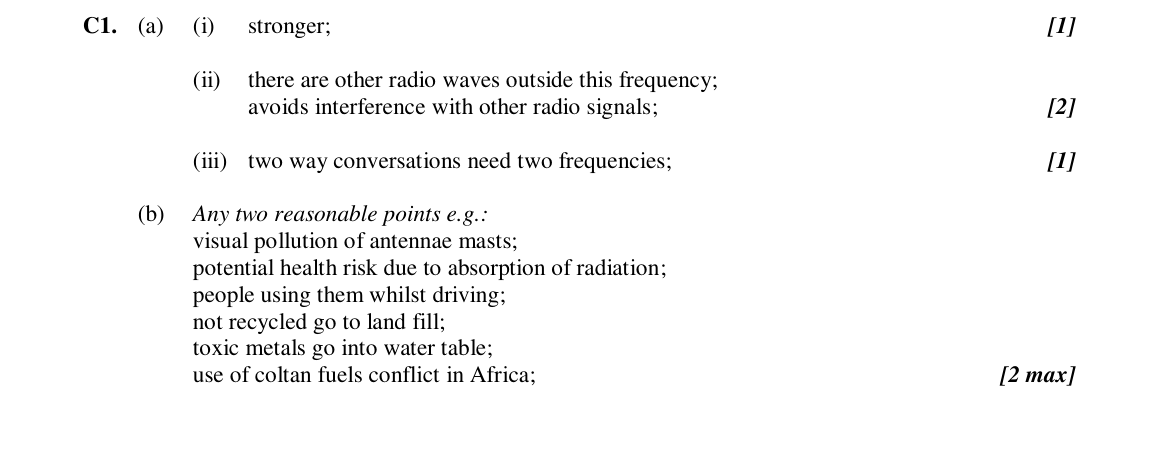 C1. (a) (i) stronger; [1]
(ii) there are other radio waves outside this frequency;
avoids interference with other radio signals; [2]
(iii) two way conversations need two frequencies; [1]
(b) Any two reasonable points e.g.:
visual pollution of antennae masts;
potential health risk due to absorption of radiation;
people using them whilst driving;
not recycled go to land fill;
toxic metals go into water table;
use of coltan fuels conflict in Africa; [2 max]